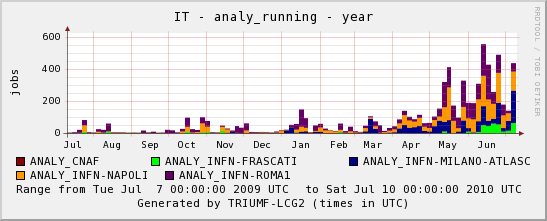 IT - analy_running - year
RRDTOOL / TOBI OETIKER
jobs
600
400
200
0
Jul Aug Sep Oct Nov Dec Jan Feb Mar Apr May Jun
ANALY_CNAF ANALY_INFN-FRASCATI ANALY_INFN-MILANO-ATLASC
ANALY_INFN-NAPOLI ANALY_INFN-ROMA1
Range from Tue Jul 7 00:00:00 2009 UTC to Sat Jul 10 00:00:00 2010 UTC
Generated by TRIUMF-LCG2 (times in UTC)